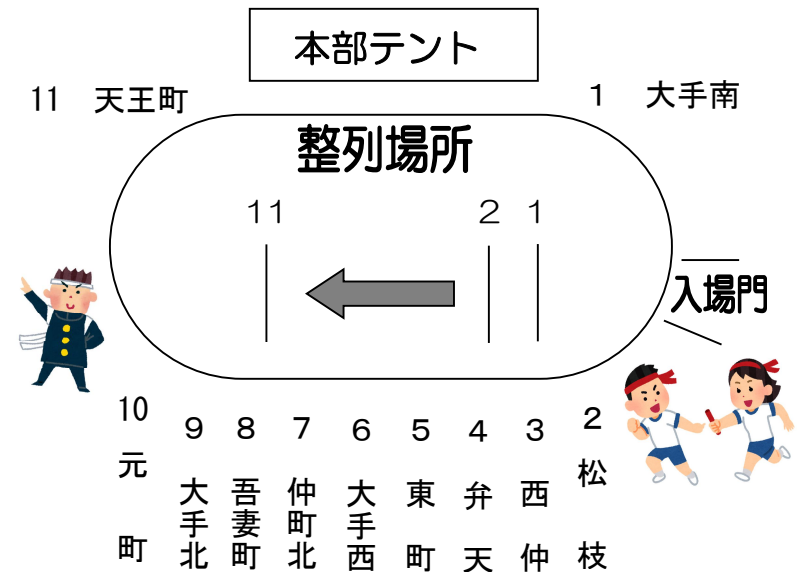 本部テント
11 天王町
1 大手南
整列場所
11
2
1
入場門
10 元町
9 大手北
8 吾妻町
7 仲町北
6 大手西
5 東町
4 弁天
3 西仲
2 松枝